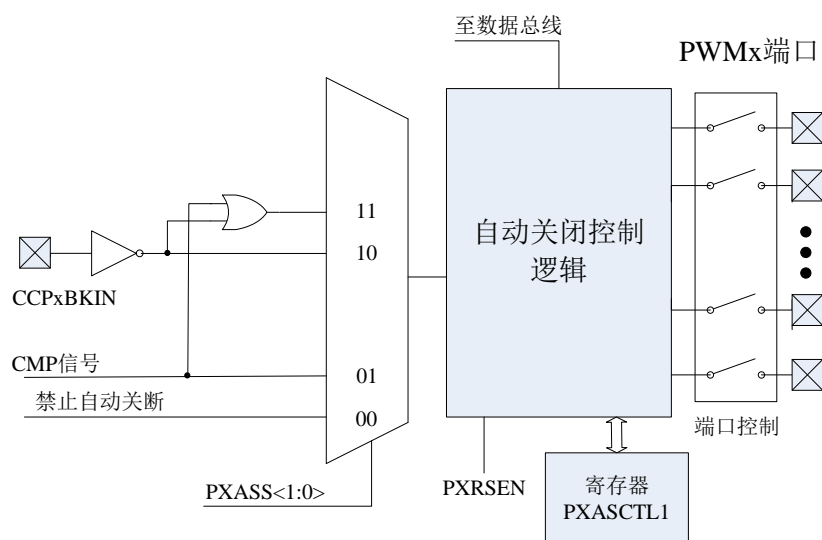 至数据总线
PWMx端口
11
10
自动关闭控制
逻辑
CCPxBKIN
CMP信号
01
禁止自动关断
00
端口控制
PXASS<1:0>
PXRSEN
寄存器
PXASCTL1